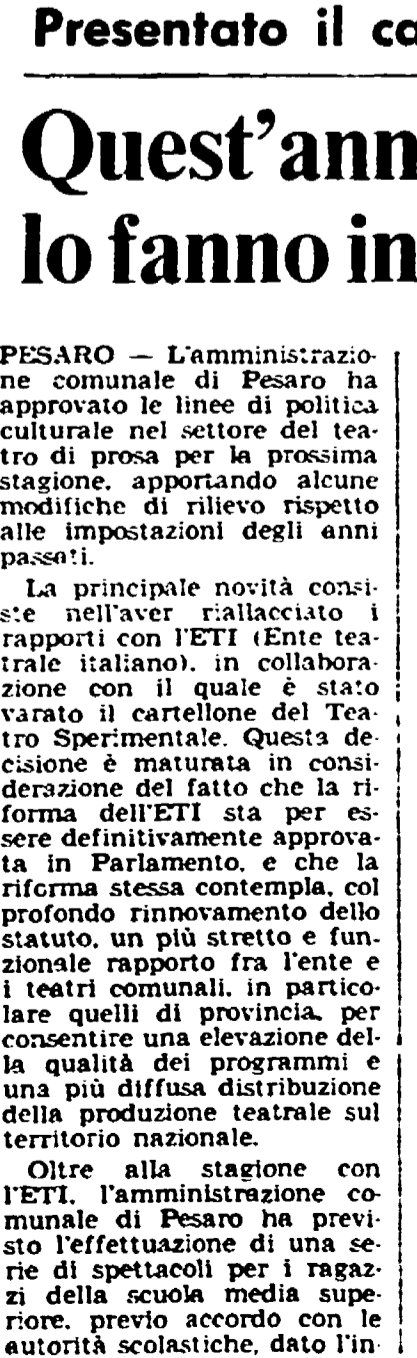 Presentato il ca
Quest'ann
lo fanno in
PESARO — L'amministrazio-
ne comunale di Pesaro ha
approvato le linee di politica
culturale nel settore del tea-
tro di prosa per la prossima
stagione, apportando alcune
modifiche di rilievo rispetto
alle impostazioni degli anni
passati.
La principale novità consi-
ste nell'aver riallacciato i
rapporti con l'ETI (Ente tea-
trale italiano), in collabora-
zione con il quale è stato
varato il cartellone del Tea-
tro Sperimentale. Questa de-
cisione è maturata in consi-
derazione del fatto che la ri-
forma dell'ETI sta per es-
sere definitivamente approva-
ta in Parlamento, e che la
riforma stessa contempla, col
profondo rinnovamento dello
statuto, un più stretto e fun-
zionale rapporto fra l'ente e
i teatri comunali, in partico-
lare quelli di provincia, per
consentire una elevazione del-
la qualità dei programmi e
una più diffusa distribuzione
della produzione teatrale sul
territorio nazionale.
Oltre alla stagione con
l'ETI, l'amministrazione co-
munale di Pesaro ha previ-
sto l'effettuazione di una se-
rie di spettacoli per i ragaz-
zi della scuola media supe-
riore, previo accordo con le
autorità scolastiche, dato l'in-